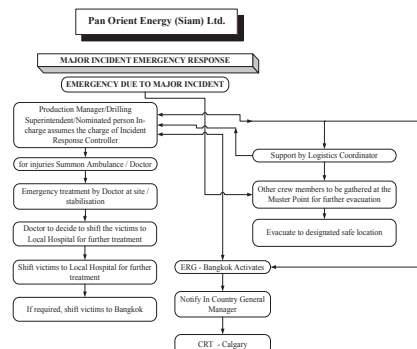 Pan Orient Energy (Siam) Ltd.
MAJOR INCIDENT EMERGENCY RESPONSE
EMERGENCY DUE TO MAJOR INCIDENT
Production Manager/Drilling
Superintendent/Nominated person In-
charge assumes the charge of Incident
Response Controller
for injuries Summon Ambulance / Doctor
Emergency treatment by Doctor at site /
stabilisation
Doctor to decide to shift the victims to
Local Hospital for further treatment
Shift victims to Local Hospital for further
treatment
If required, shift victims to Bangkok
Support by Logistics Coordinator
Other crew members to be gathered at the
Muster Point for further evacuation
Evacuate to designated safe location
ERG - Bangkok Activates
Notify In Country General
Manager
CRT - Calgary